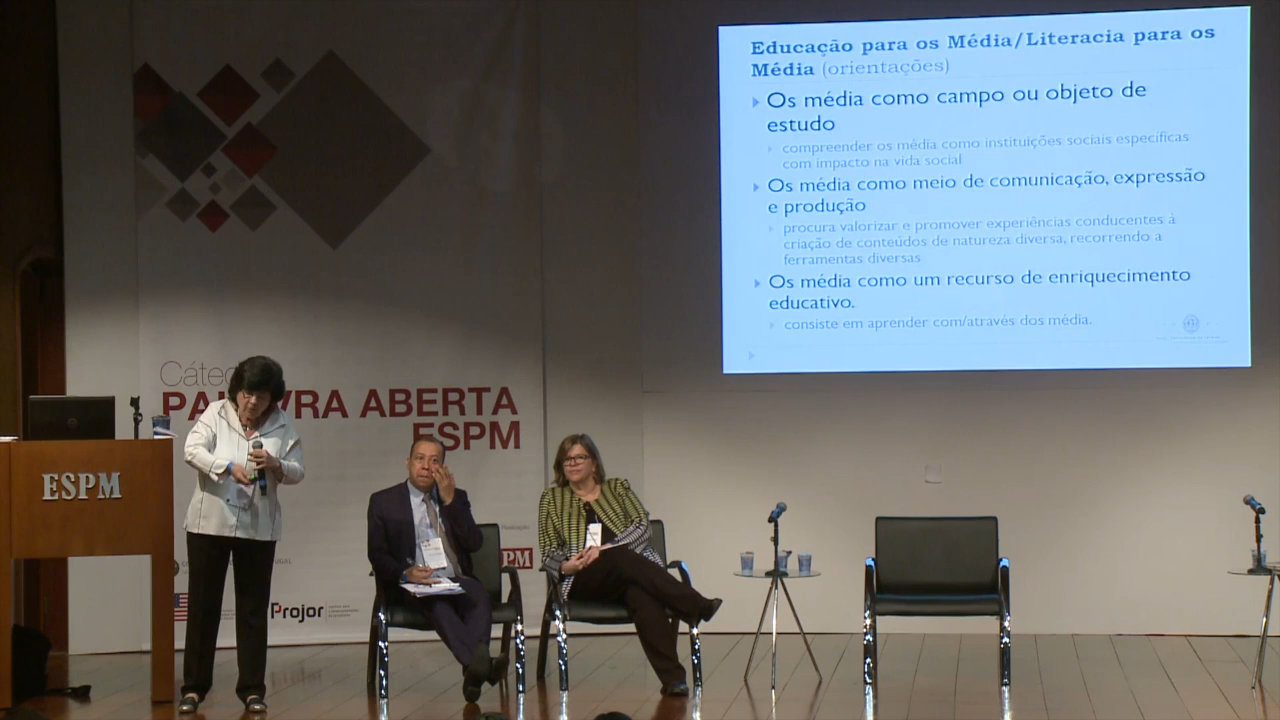 Educação para os Média/Literacia para os
Média (orientações)
Os média como campo ou objeto de
estudo
compreender os média como instituições sociais específicas
com impacto na vida social
Os média como meio de comunicação, expressão
e produção
procura valorizar e promover experiências conducentes à
criação de conteúdos de natureza diversa, recorrendo a
ferramentas diversas
Os média como um recurso de enriquecimento
educativo.
consiste em aprender com/através dos média.
PALAVRA ABERTA
ESPM
ESPM
PM
Projor